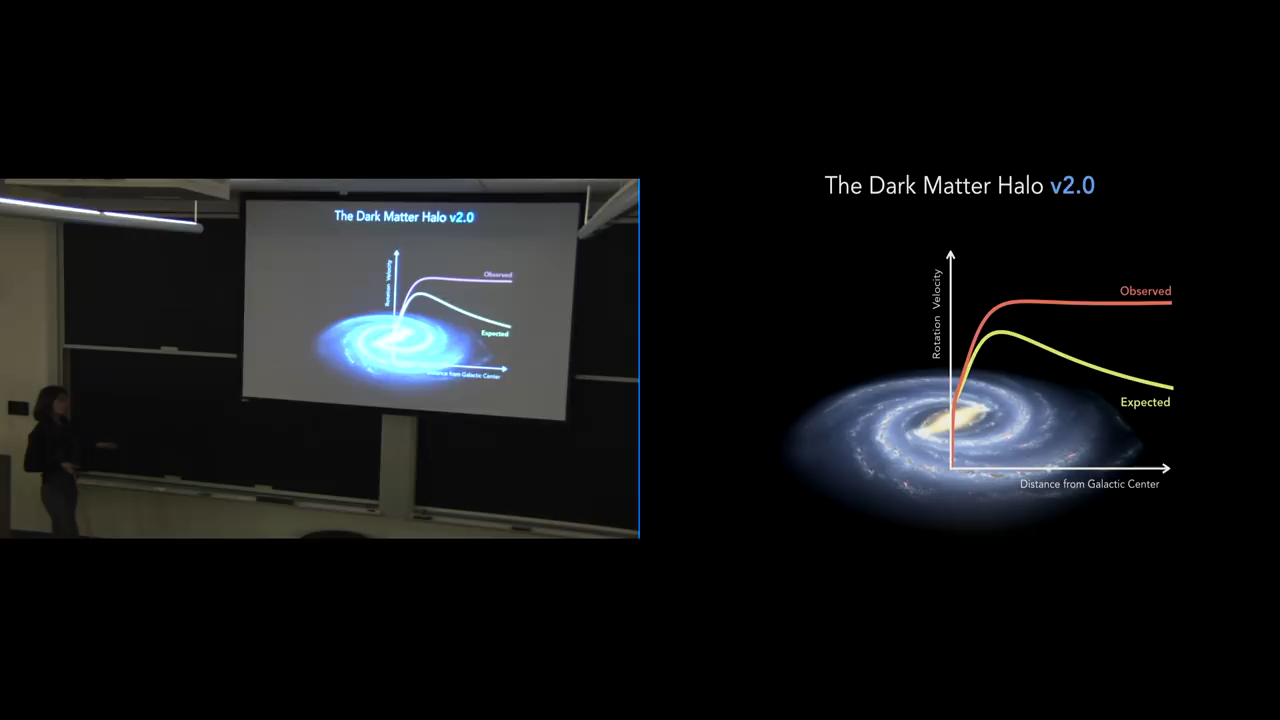 The Dark Matter Halo v2.0
Rotation Velocity
Observed
Expected
Distance from Galactic Center
The Dark Matter Halo v2.0
Rotation Velocity
Observed
Expected
Distance from Galactic Center